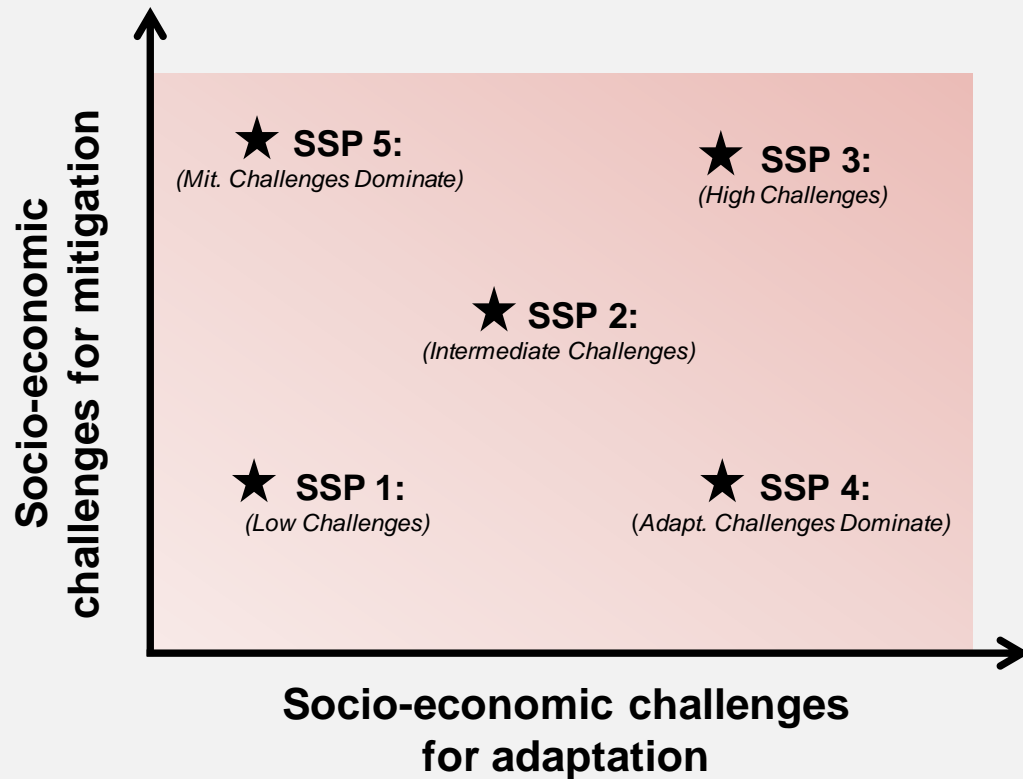 Socio-economic
challenges for mitigation
SSP 5:
(Mit. Challenges Dominate)
SSP 3:
(High Challenges)
SSP 2:
(Intermediate Challenges)
SSP 1:
(Low Challenges)
SSP 4:
(Adapt. Challenges Dominate)
Socio-economic challenges
for adaptation